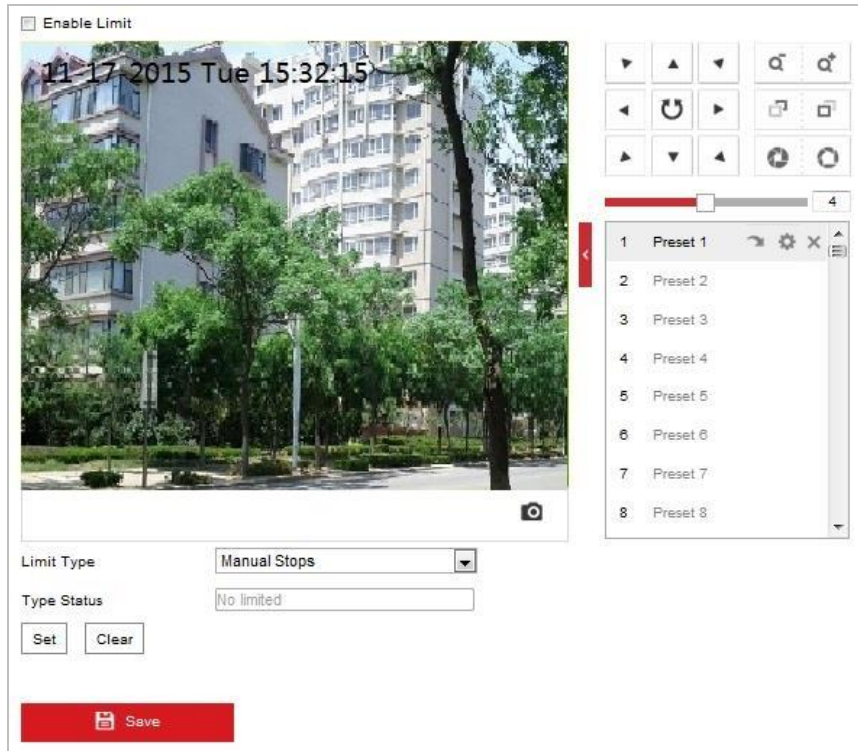 Enable Limit
11-17-2015 Tue 15:32:15
4
1 Preset 1
2 Preset 2
3 Preset 3
4 Preset 4
5 Preset 5
6 Preset 6
7 Preset 7
8 Preset 8
Limit Type Manual Stops
Type Status No limited
Set Clear
Save